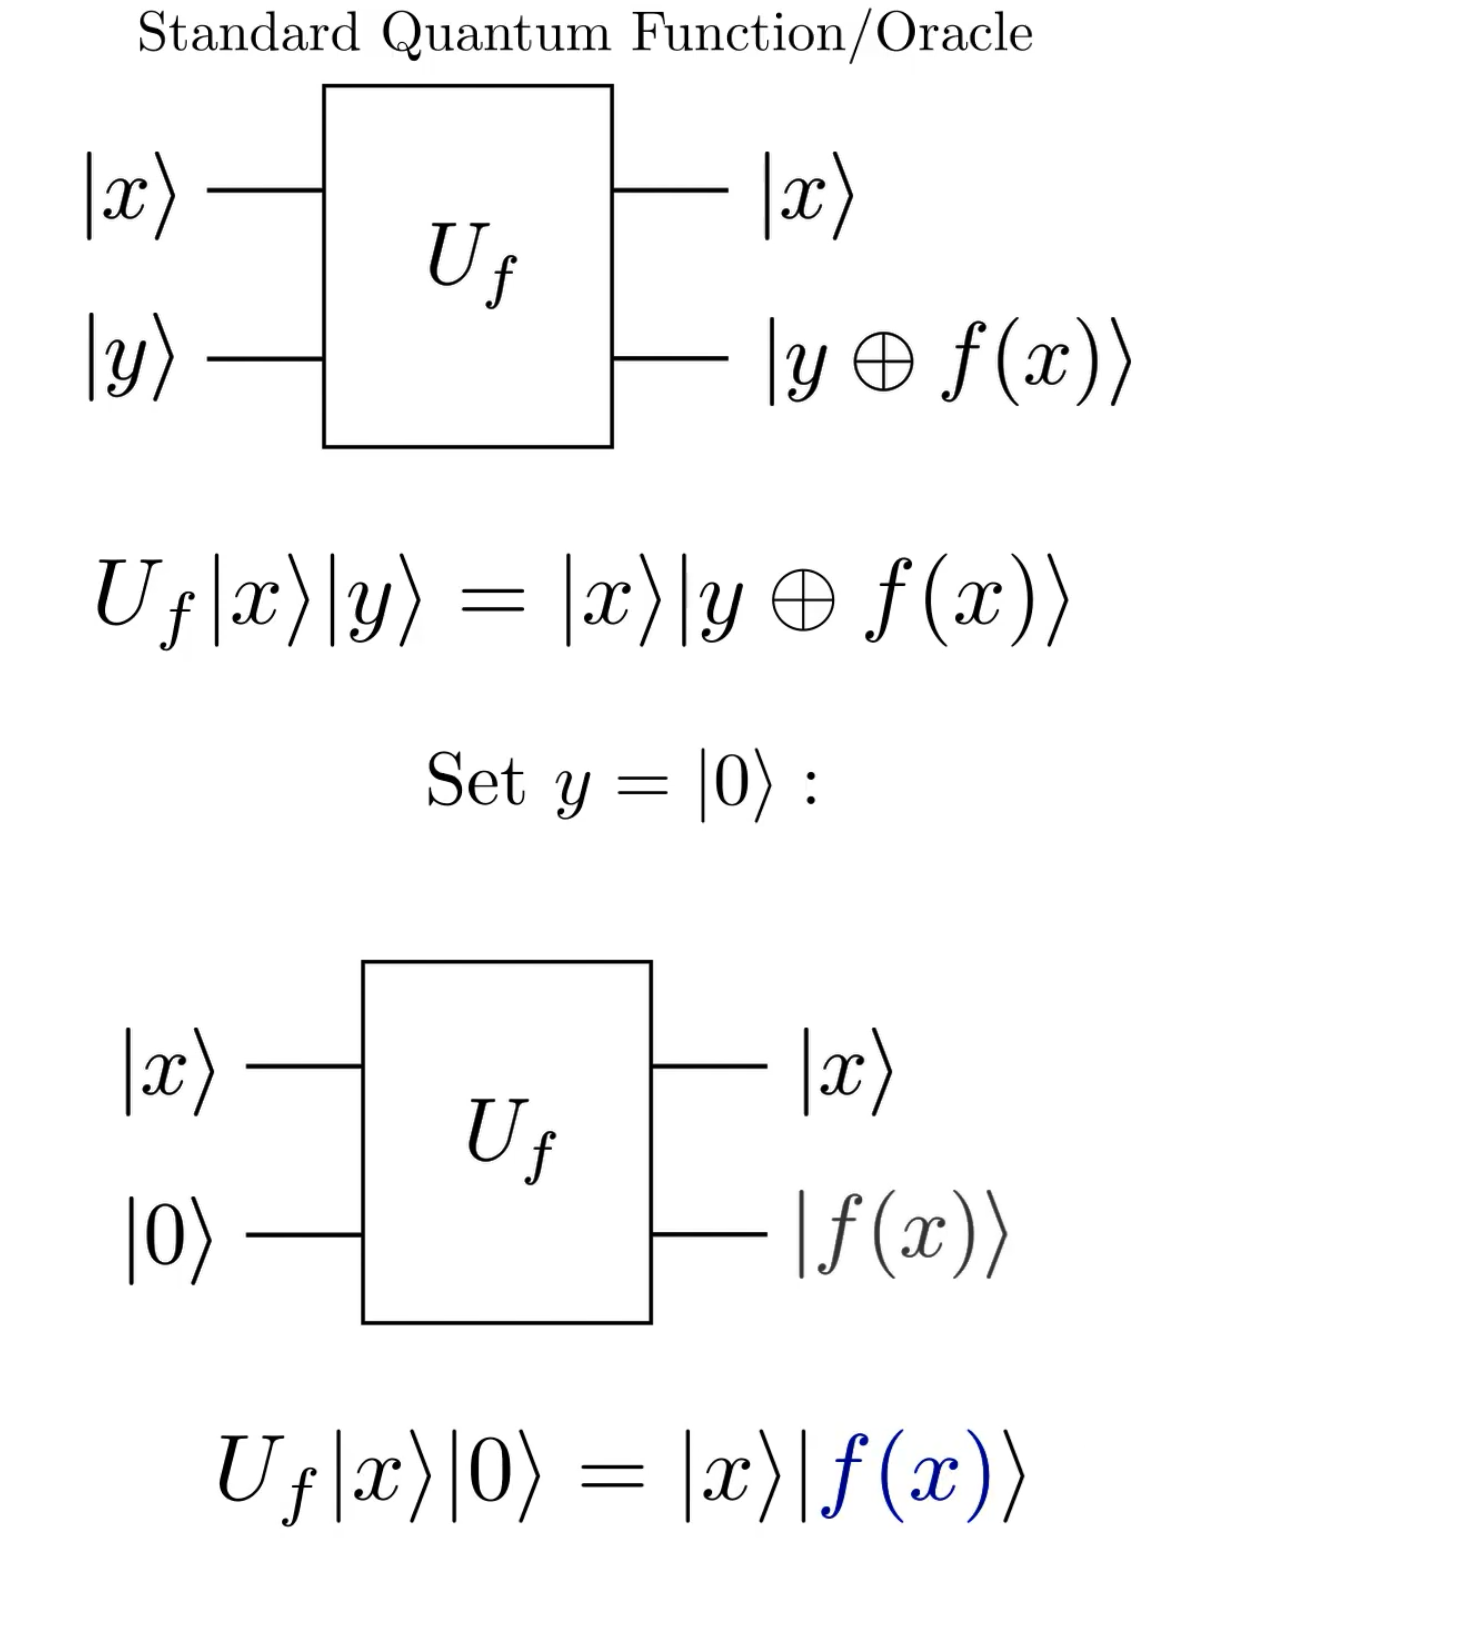 Standard Quantum Function/Oracle
|x⟩ |x⟩
U_f
|y⟩ |y ⊕ f(x)⟩
U_f|x⟩|y⟩ = |x⟩|y ⊕ f(x)⟩
Set y = |0⟩ :
|x⟩ |x⟩
U_f
|0⟩ |f(x)⟩
U_f|x⟩|0⟩ = |x⟩|f(x)⟩